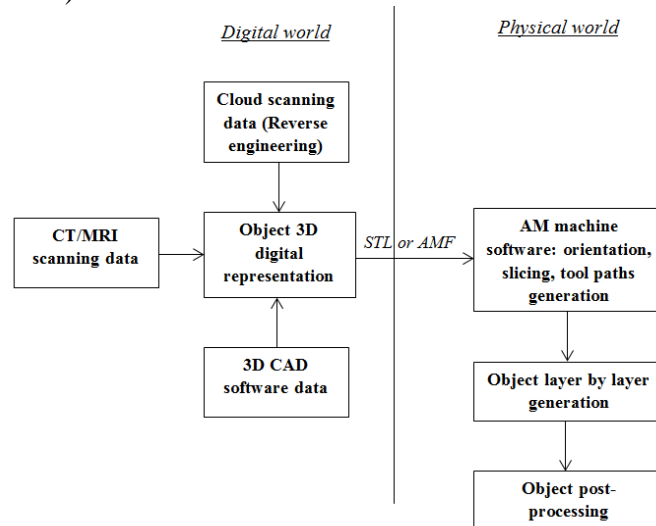 )
Digital world
Physical world
Cloud scanning
data (Reverse
engineering)
CT/MRI
scanning data
Object 3D
digital
representation
STL or AMF
AM machine
software: orientation,
slicing, tool paths
generation
3D CAD
software data
Object layer by layer
generation
Object post-
processing